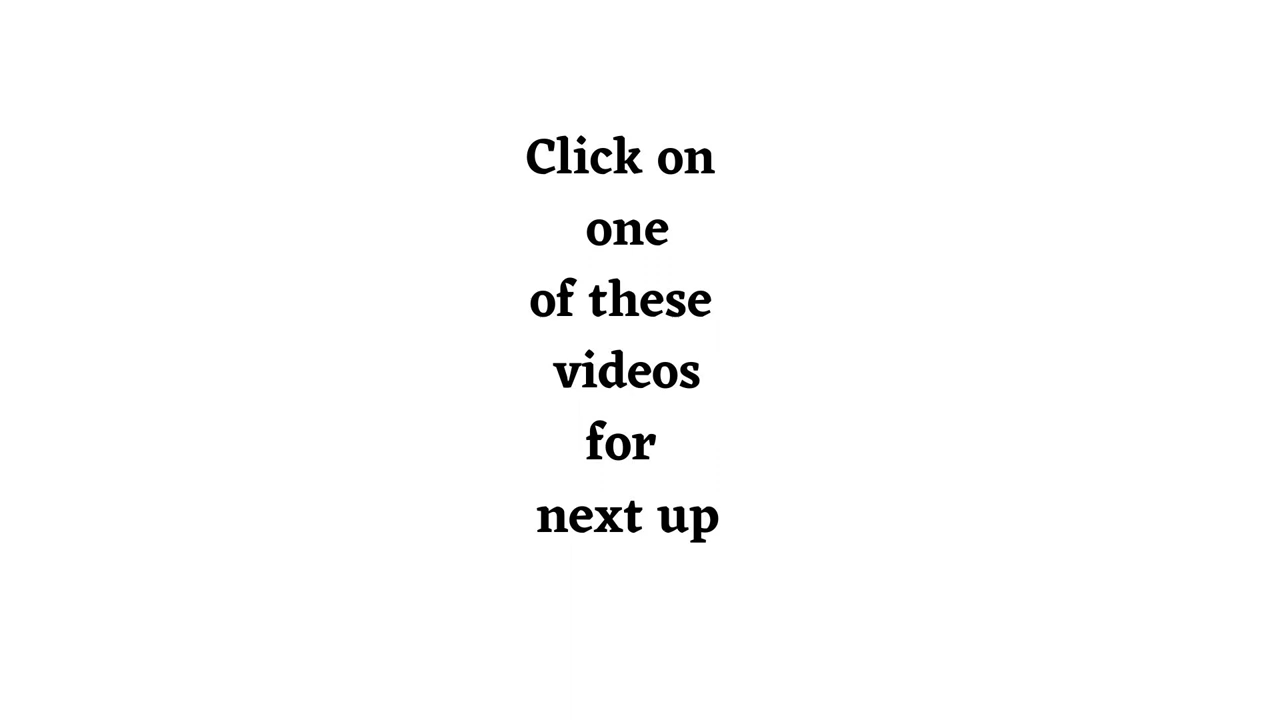 Click on
one
of these
videos
for
next up